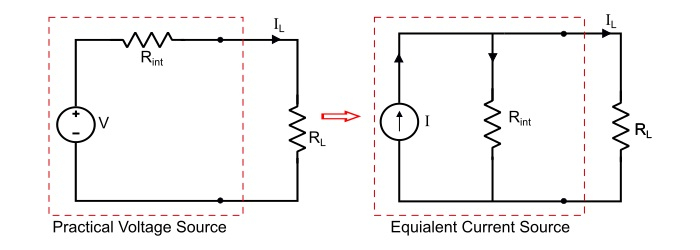 I_L
R_int
+
V
−
R_L
Practical Voltage Source
I_L
I
R_int
R_L
Equialent Current Source